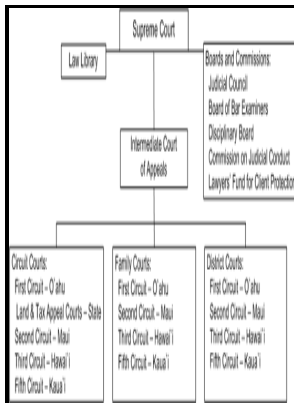 Supreme Court
Law Library
Boards and Commissions:
Judicial Council
Board of Bar Examiners
Disciplinary Board
Commission on Judicial Conduct
Lawyers' Fund for Client Protection
Intermediate Court
of Appeals
Circuit Courts:
First Circuit – O`ahu
Land & Tax Appeal Courts – State
Second Circuit – Maui
Third Circuit – Hawai`i
Fifth Circuit – Kaua`i
Family Courts:
First Circuit – O`ahu
Second Circuit – Maui
Third Circuit – Hawai`i
Fifth Circuit – Kaua`i
District Courts:
First Circuit – O`ahu
Second Circuit – Maui
Third Circuit – Hawai`i
Fifth Circuit – Kaua`i